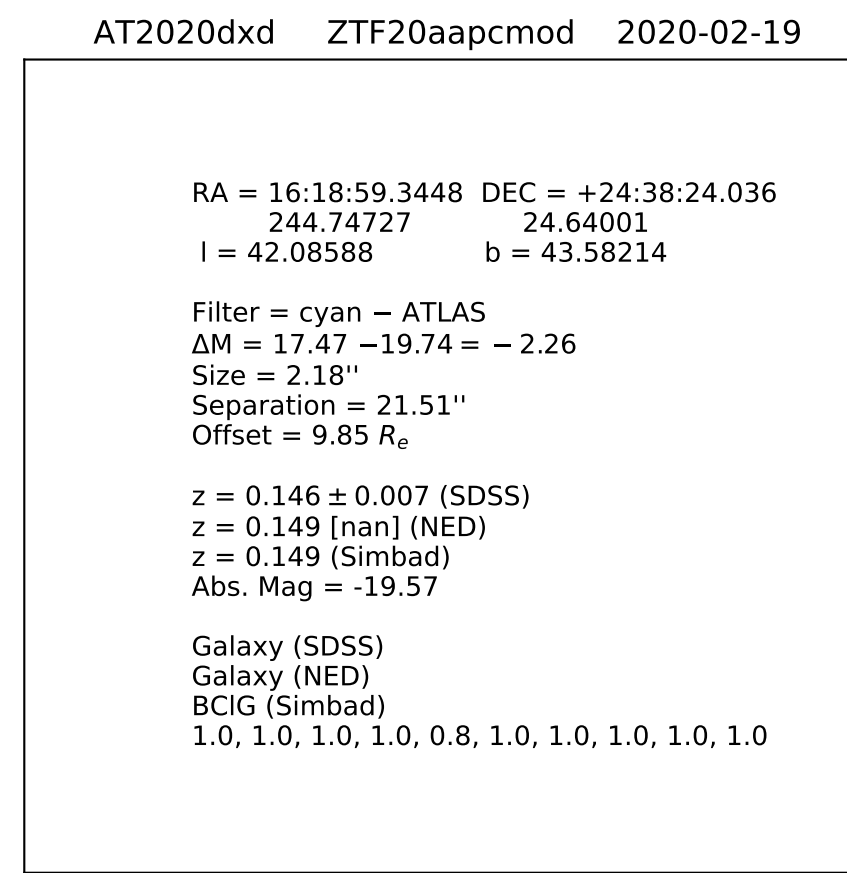 AT2020dxd ZTF20aapcmod 2020-02-19
RA = 16:18:59.3448 DEC = +24:38:24.036
244.74727 24.64001
l = 42.08588 b = 43.58214
Filter = cyan − ATLAS
ΔM = 17.47 −19.74 = − 2.26
Size = 2.18''
Separation = 21.51''
Offset = 9.85 Rₑ
z = 0.146 ± 0.007 (SDSS)
z = 0.149 [nan] (NED)
z = 0.149 (Simbad)
Abs. Mag = -19.57
Galaxy (SDSS)
Galaxy (NED)
BClG (Simbad)
1.0, 1.0, 1.0, 1.0, 0.8, 1.0, 1.0, 1.0, 1.0, 1.0